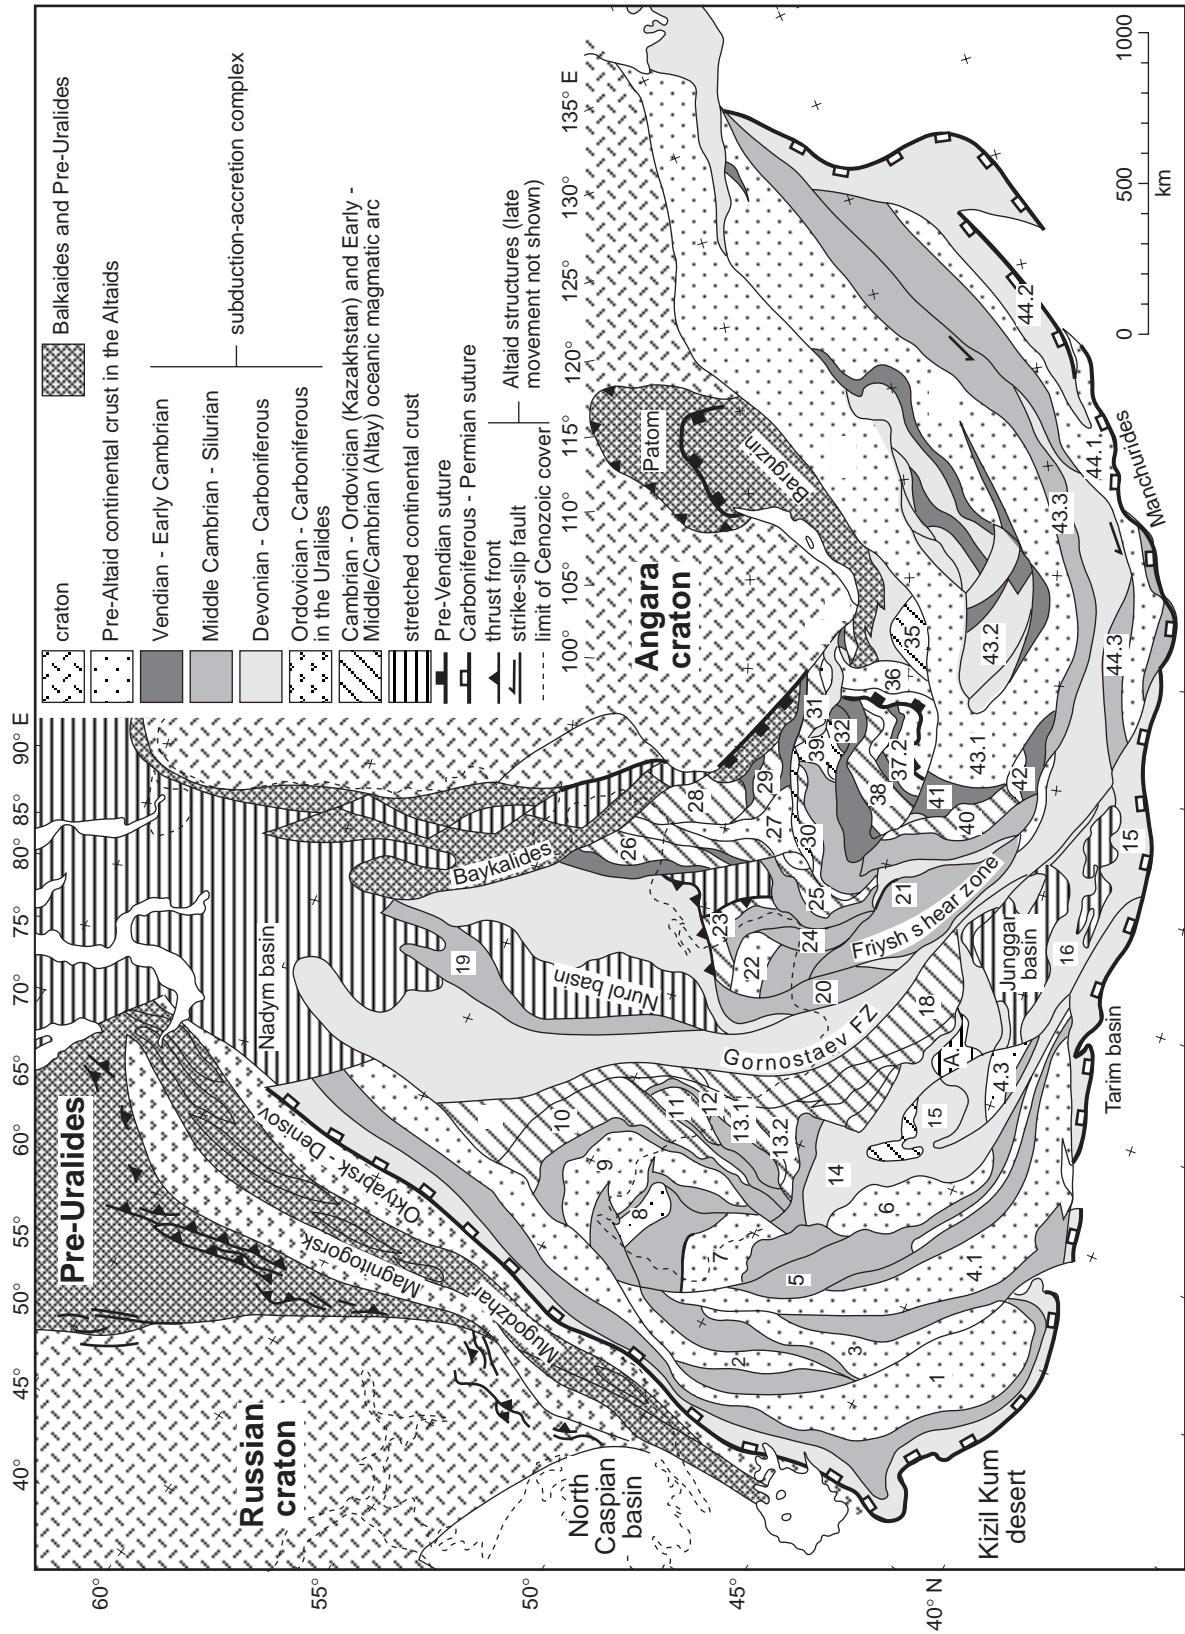 craton
Balkaides and Pre-Uralides
Pre-Altaid continental crust in the Altaids
Vendian - Early Cambrian
Middle Cambrian - Silurian
Devonian - Carboniferous
subduction-accretion complex
Ordovician - Carboniferous
in the Uralides
Cambrian - Ordovician (Kazakhstan) and Early -
Middle/Cambrian (Altay) oceanic magmatic arc
stretched continental crust
Pre-Vendian suture
Carboniferous - Permian suture
thrust front
strike-slip fault
limit of Cenozoic cover
Altaid structures (late
movement not shown)
40°
45°
50°
55°
60°
65°
70°
75°
80°
85°
90° E
100°
105°
110°
115°
120°
125°
130°
135° E
60°
55°
50°
45°
40° N
Pre-Uralides
Russian
craton
Angara
craton
North
Caspian
basin
Kizil Kum
desert
Mugodzhar
Magnitogorsk
Oktyaprsk - Denisov
Nadym basin
Nurol basin
Baykalides
Patom
Barguzin
Gornostaev FZ
Friysh shear zone
Junggar
basin
Tarim basin
Manchurides
1
2
3
4.1
4.3
5
6
7
8
9
10
11
12
13.1
13.2
14
15
A.
16
15
18
19
20
21
22
23
24
25
26
27
28
29
30
31
32
39
35
36
37.2
38
40
41
42
43.1
43.2
43.3
44.1
44.2
44.3
0
500
1000
km